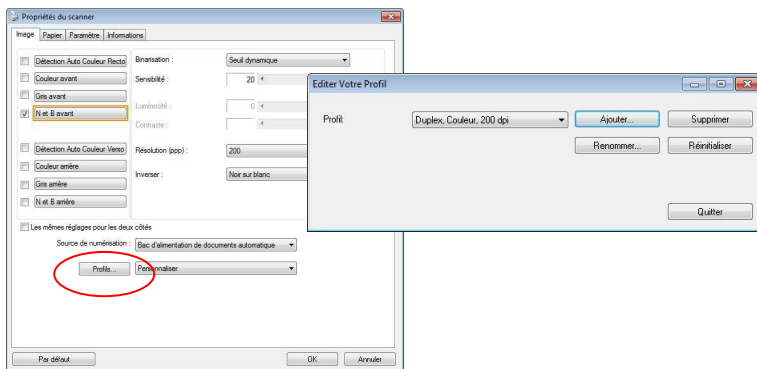 Propriétés du scanner
Image Papier Paramètre Informations
Détection Auto Couleur Recto
Couleur avant
Gris avant
N et B avant
Détection Auto Couleur Verso
Couleur arrière
Gris arrière
N et B arrière
Binarisation : Seuil dynamique
Sensibilité : 20
Luminosité : 0
Contraste :
Résolution (ppp) : 200
Inverser : Noir sur blanc
Les mêmes réglages pour les deux côtés
Source de numérisation : Bac d'alimentation de documents automatique
Profils... Personnaliser
Par défaut OK Annuler
Editer Votre Profil
Profil: Duplex, Couleur, 200 dpi Ajouter... Supprimer
Renommer... Réinitialiser
Quitter